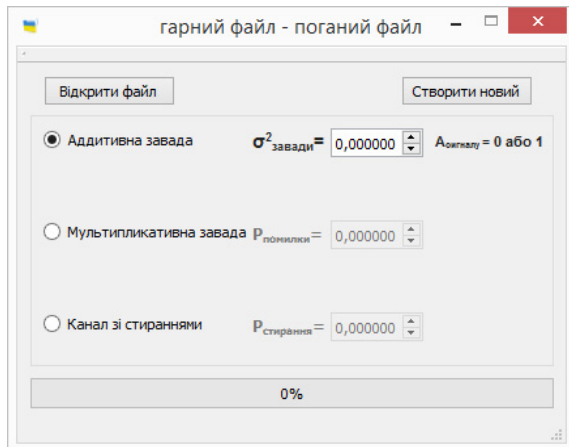 гарний файл - поганий файл
Відкрити файл
Створити новий
Аддитивна завада σ²завади= 0,000000 Aсигналу = 0 або 1
Мультипликативна завада Pпомилки= 0,000000
Канал зі стираннями Pстирання= 0,000000
0%